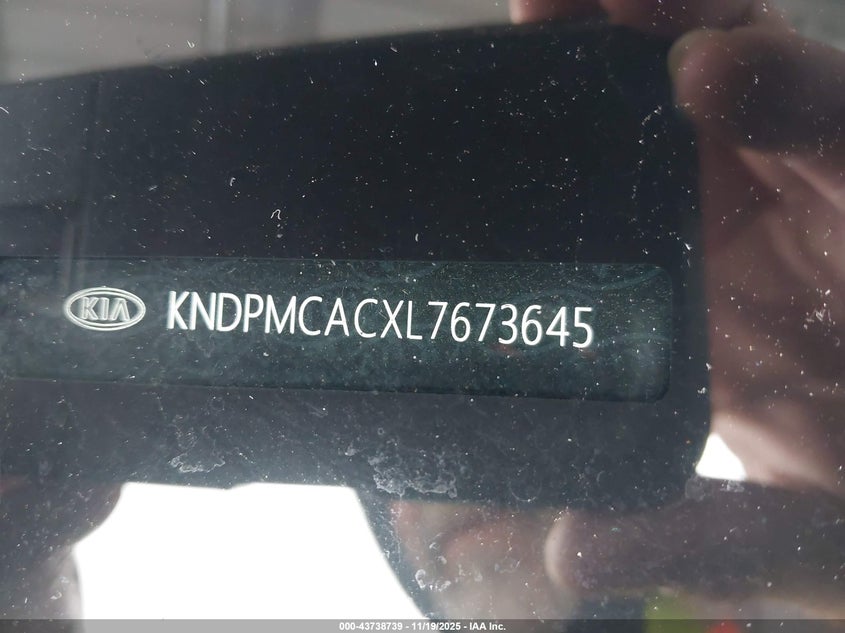 KIA KNDPMCACXL7673645
000-43738739 - 11/19/2025 - IAA Inc.